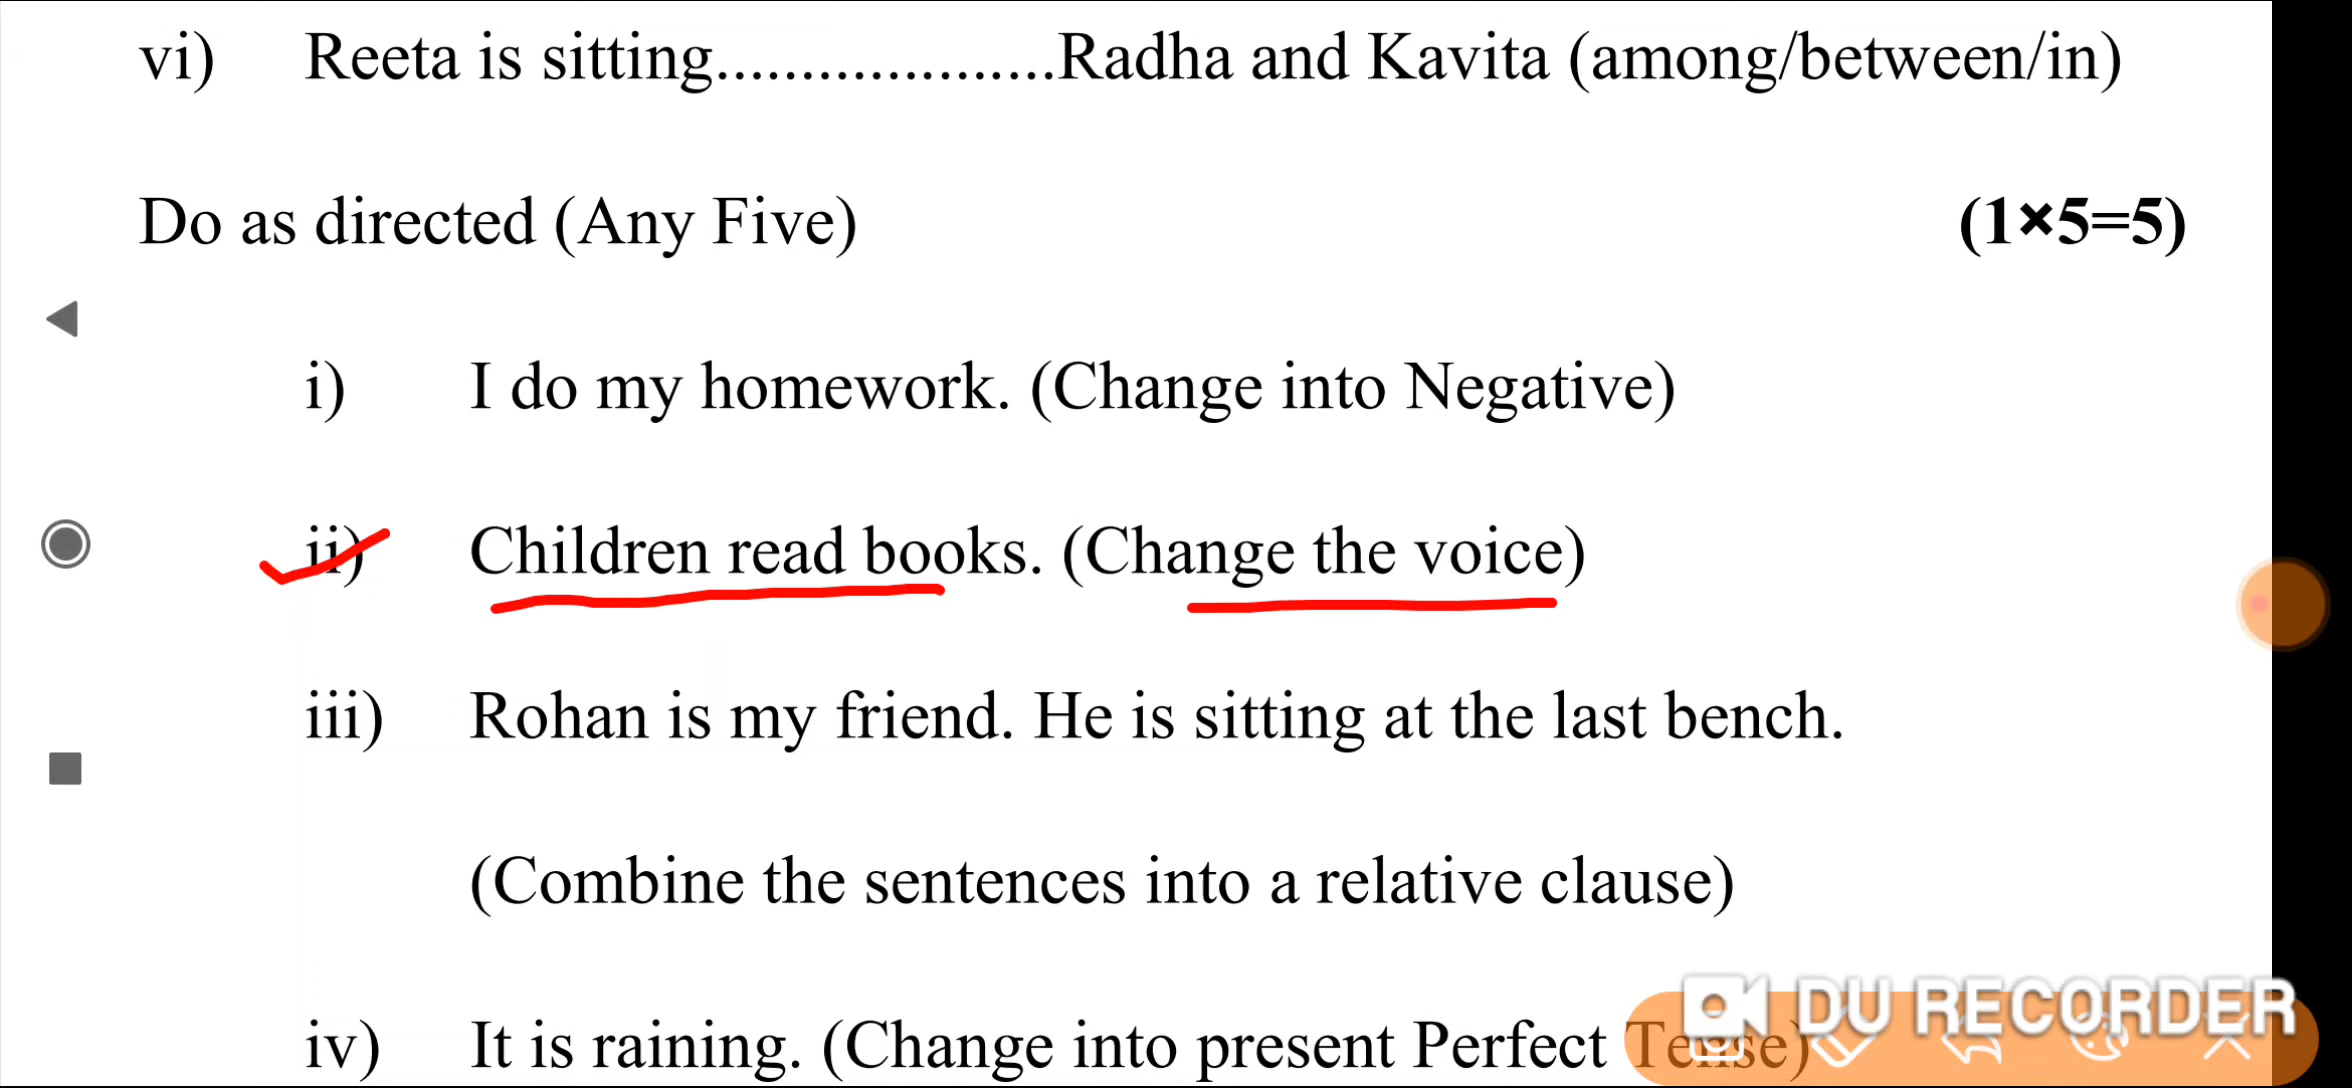 vi) Reeta is sitting....................Radha and Kavita (among/between/in)
Do as directed (Any Five) (1×5=5)
i) I do my homework. (Change into Negative)
ii) Children read books. (Change the voice)
iii) Rohan is my friend. He is sitting at the last bench.
(Combine the sentences into a relative clause)
iv) It is raining. (Change into present Perfect Tense)
DU RECORDER